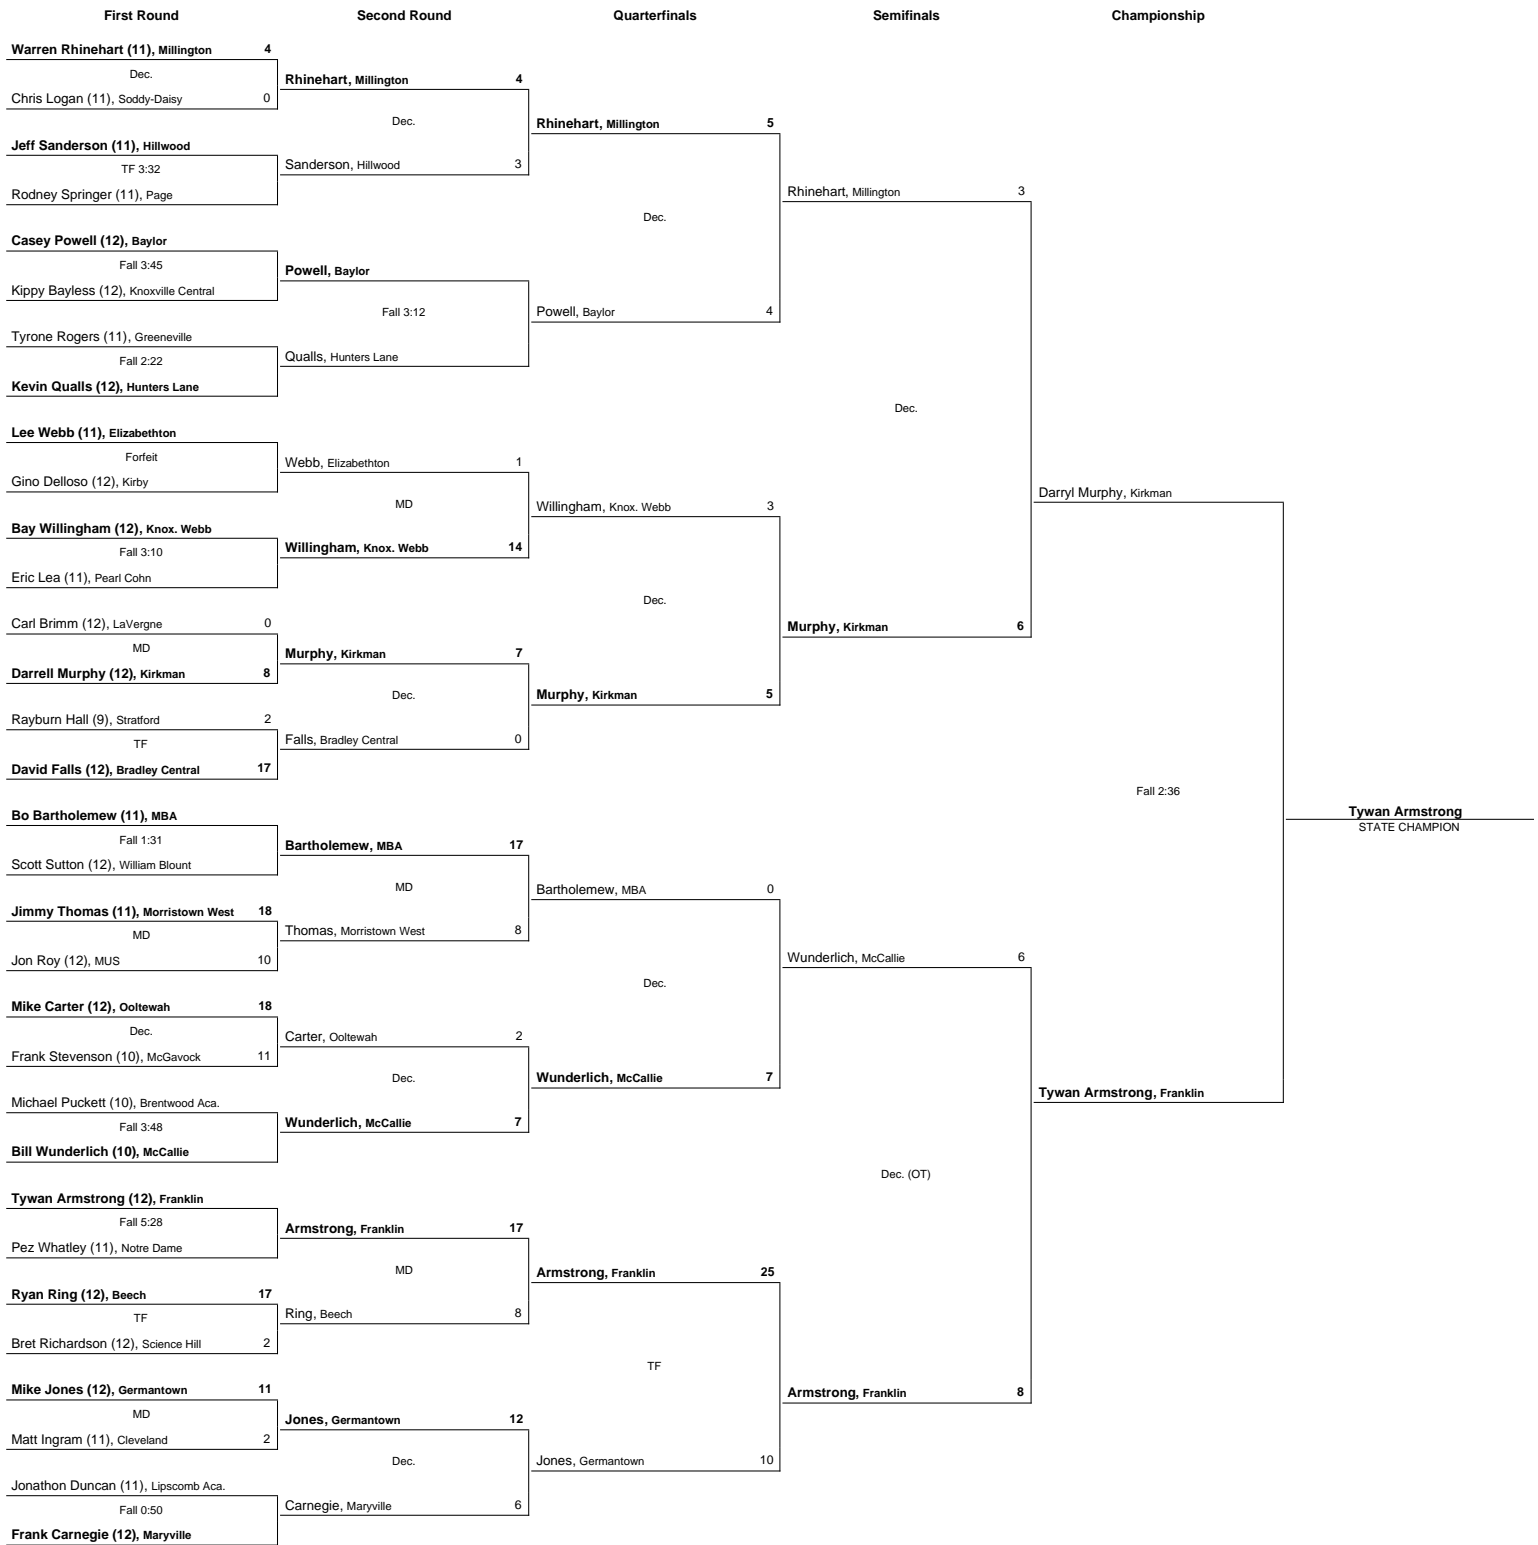 First Round
Second Round
Quarterfinals
Semifinals
Championship
Warren Rhinehart (11), Millington 4
Dec.
Chris Logan (11), Soddy-Daisy 0
Jeff Sanderson (11), Hillwood
TF 3:32
Rodney Springer (11), Page
Casey Powell (12), Baylor
Fall 3:45
Kippy Bayless (12), Knoxville Central
Tyrone Rogers (11), Greeneville
Fall 2:22
Kevin Qualls (12), Hunters Lane
Lee Webb (11), Elizabethton
Forfeit
Gino Delloso (12), Kirby
Bay Willingham (12), Knox. Webb
Fall 3:10
Eric Lea (11), Pearl Cohn
Carl Brimm (12), LaVergne 0
MD
Darrell Murphy (12), Kirkman 8
Rayburn Hall (9), Stratford 2
TF
David Falls (12), Bradley Central 17
Bo Bartholemew (11), MBA
Fall 1:31
Scott Sutton (12), William Blount
Jimmy Thomas (11), Morristown West 18
MD
Jon Roy (12), MUS 10
Mike Carter (12), Ooltewah 18
Dec.
Frank Stevenson (10), McGavock 11
Michael Puckett (10), Brentwood Aca.
Fall 3:48
Bill Wunderlich (10), McCallie
Tywan Armstrong (12), Franklin
Fall 5:28
Pez Whatley (11), Notre Dame
Ryan Ring (12), Beech 17
TF
Bret Richardson (12), Science Hill 2
Mike Jones (12), Germantown 11
MD
Matt Ingram (11), Cleveland 2
Jonathon Duncan (11), Lipscomb Aca.
Fall 0:50
Frank Carnegie (12), Maryville
Rhinehart, Millington 4
Dec.
Sanderson, Hillwood 3
Powell, Baylor
Fall 3:12
Qualls, Hunters Lane
Webb, Elizabethton 1
MD
Willingham, Knox. Webb 14
Murphy, Kirkman 7
Dec.
Falls, Bradley Central 0
Bartholemew, MBA 17
MD
Thomas, Morristown West 8
Carter, Ooltewah 2
Dec.
Wunderlich, McCallie 7
Armstrong, Franklin 17
MD
Ring, Beech 8
Jones, Germantown 12
Dec.
Carnegie, Maryville 6
Rhinehart, Millington 5
Dec.
Powell, Baylor 4
Willingham, Knox. Webb 3
Dec.
Murphy, Kirkman 5
Bartholemew, MBA 0
Dec.
Wunderlich, McCallie 7
Armstrong, Franklin 25
TF
Jones, Germantown 10
Rhinehart, Millington 3
Dec.
Murphy, Kirkman 6
Wunderlich, McCallie 6
Dec. (OT)
Armstrong, Franklin 8
Darryl Murphy, Kirkman
Fall 2:36
Tywan Armstrong, Franklin
Tywan Armstrong
STATE CHAMPION